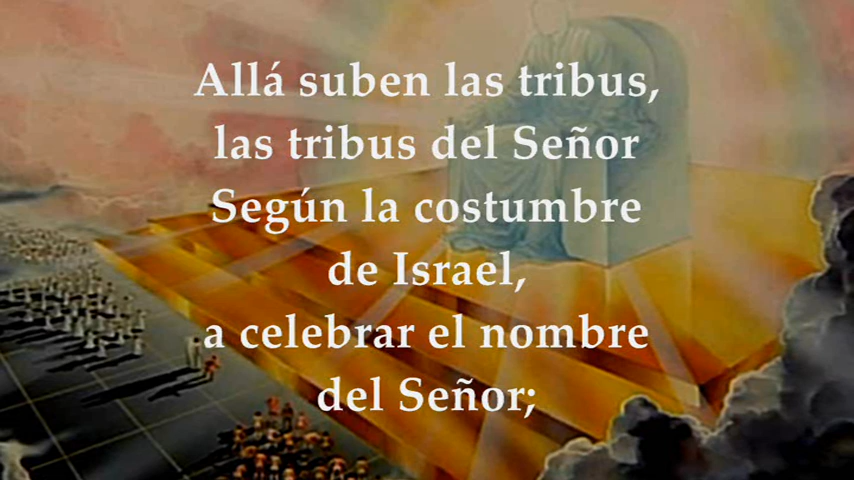 Allá suben las tribus,
las tribus del Señor
Según la costumbre
de Israel,
a celebrar el nombre
del Señor;